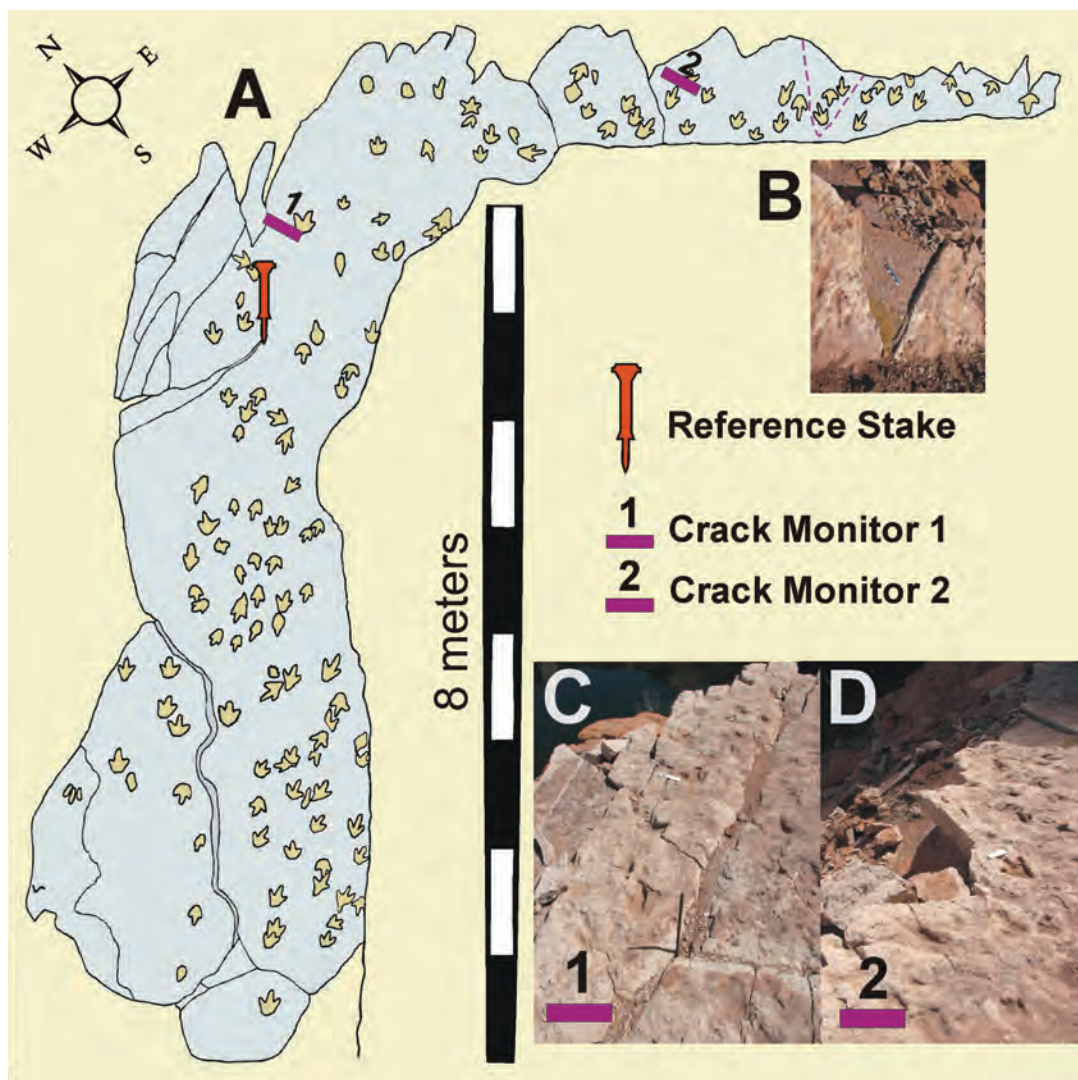 N
E
W
S
A
1
2
B
Reference Stake
1
Crack Monitor 1
2
Crack Monitor 2
8 meters
C
D
1
2